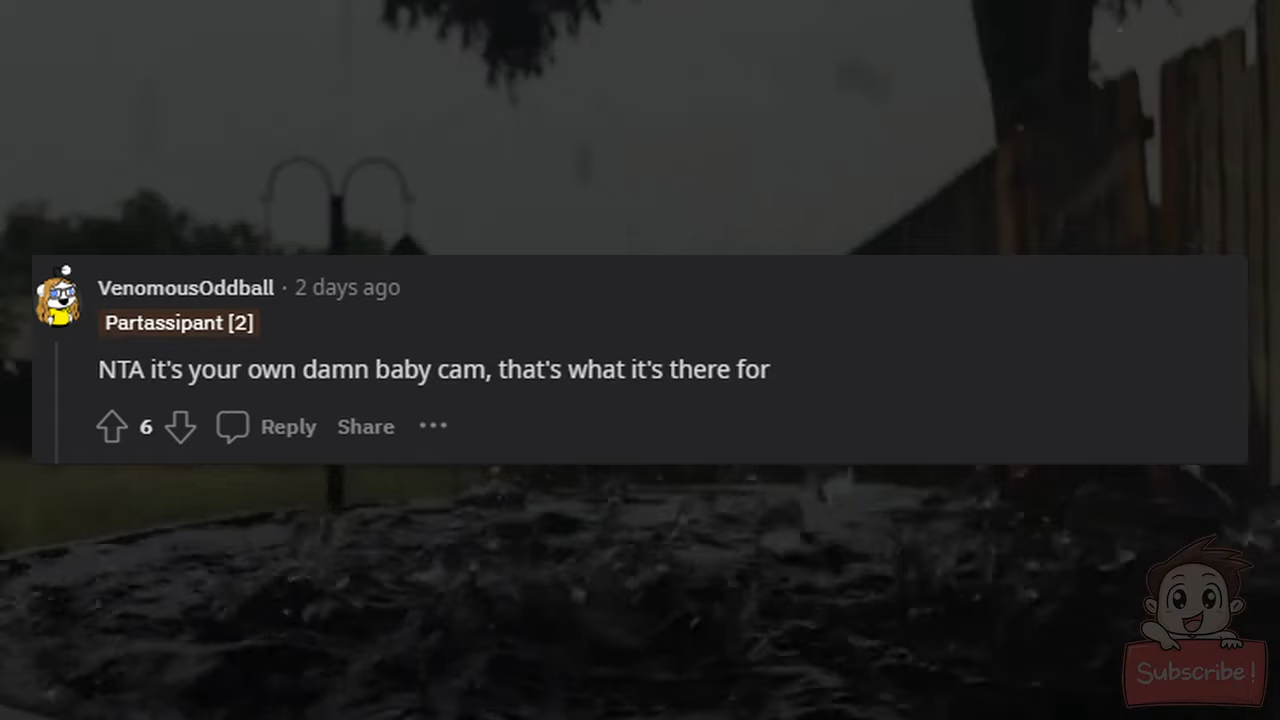 VenomousOddball · 2 days ago
Partassipant [2]
NTA it's your own damn baby cam, that's what it's there for
6 Reply Share ···
Subscribe!